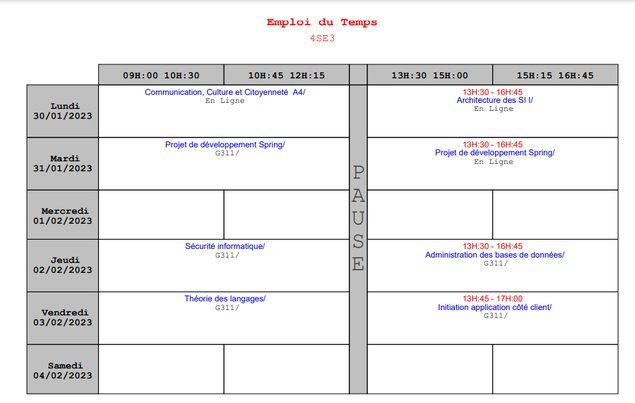 Emploi du Temps
4SE3
09H:00 10H:30
10H:45 12H:15
13H:30 15H:00
15H:15 16H:45
PAUSE
Lundi
30/01/2023
Communication, Culture et Citoyenneté A4/
En Ligne
13H:30 - 16H:45
Architecture des SI I/
En Ligne
Mardi
31/01/2023
Projet de développement Spring/
G311/
13H:30 - 16H:45
Projet de développement Spring/
En Ligne
Mercredi
01/02/2023
Jeudi
02/02/2023
Sécurité informatique/
G311/
13H:30 - 16H:45
Administration des bases de données/
G311/
Vendredi
03/02/2023
Théorie des langages/
G311/
13H:45 - 17H:00
Initiation application côté client/
G311/
Samedi
04/02/2023